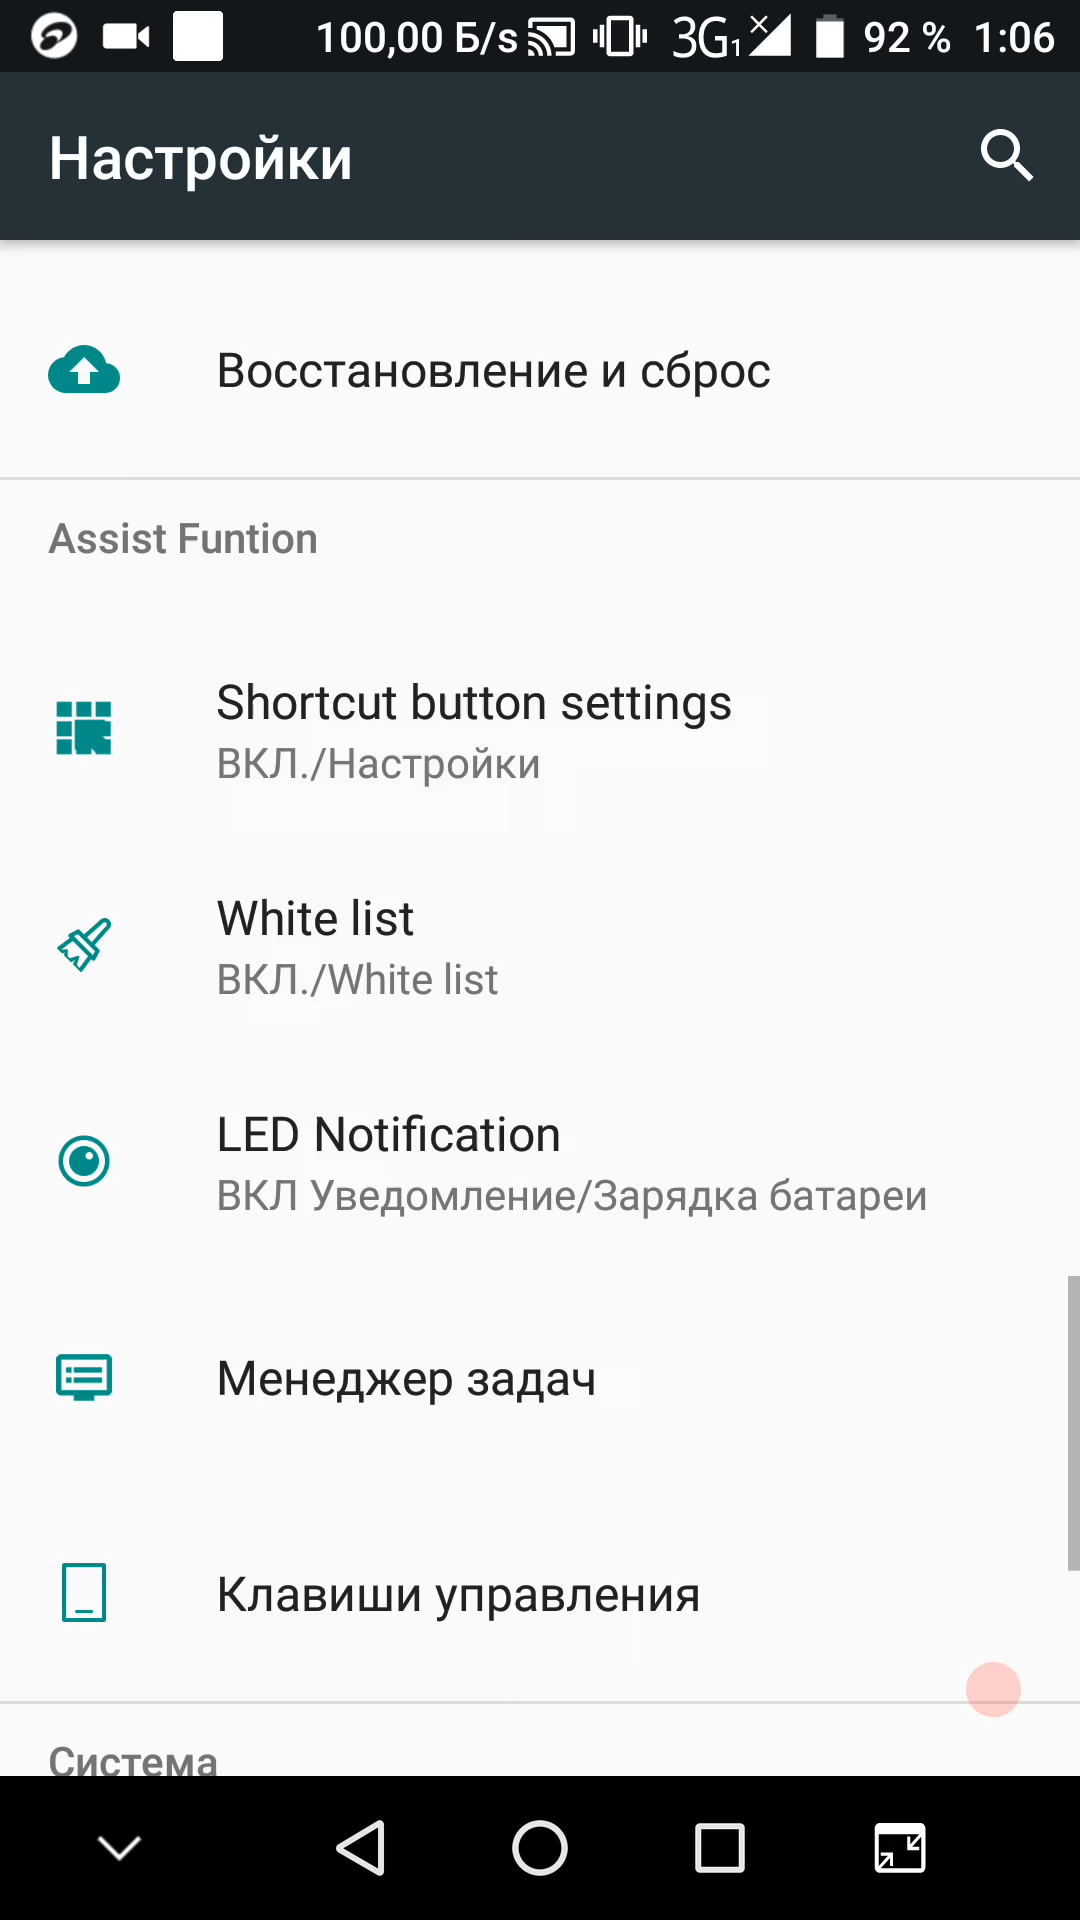 100,00 Б/s 3G 1 92 % 1:06
Настройки
Восстановление и сброс
Assist Funtion
Shortcut button settings
ВКЛ./Настройки
White list
ВКЛ./White list
LED Notification
ВКЛ Уведомление/Зарядка батареи
Менеджер задач
Клавиши управления
Система